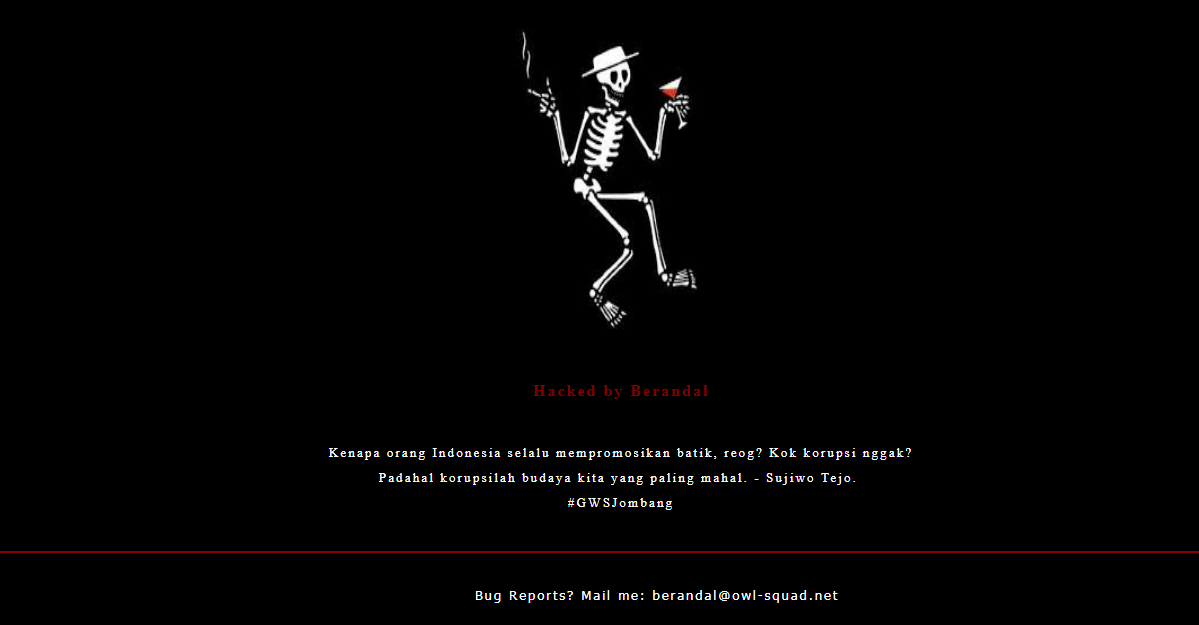 Hacked by Berandal
Kenapa orang Indonesia selalu mempromosikan batik, reog? Kok korupsi nggak?
Padahal korupsilah budaya kita yang paling mahal. - Sujiwo Tejo.
#GWSJombang
Bug Reports? Mail me: berandal@owl-squad.net